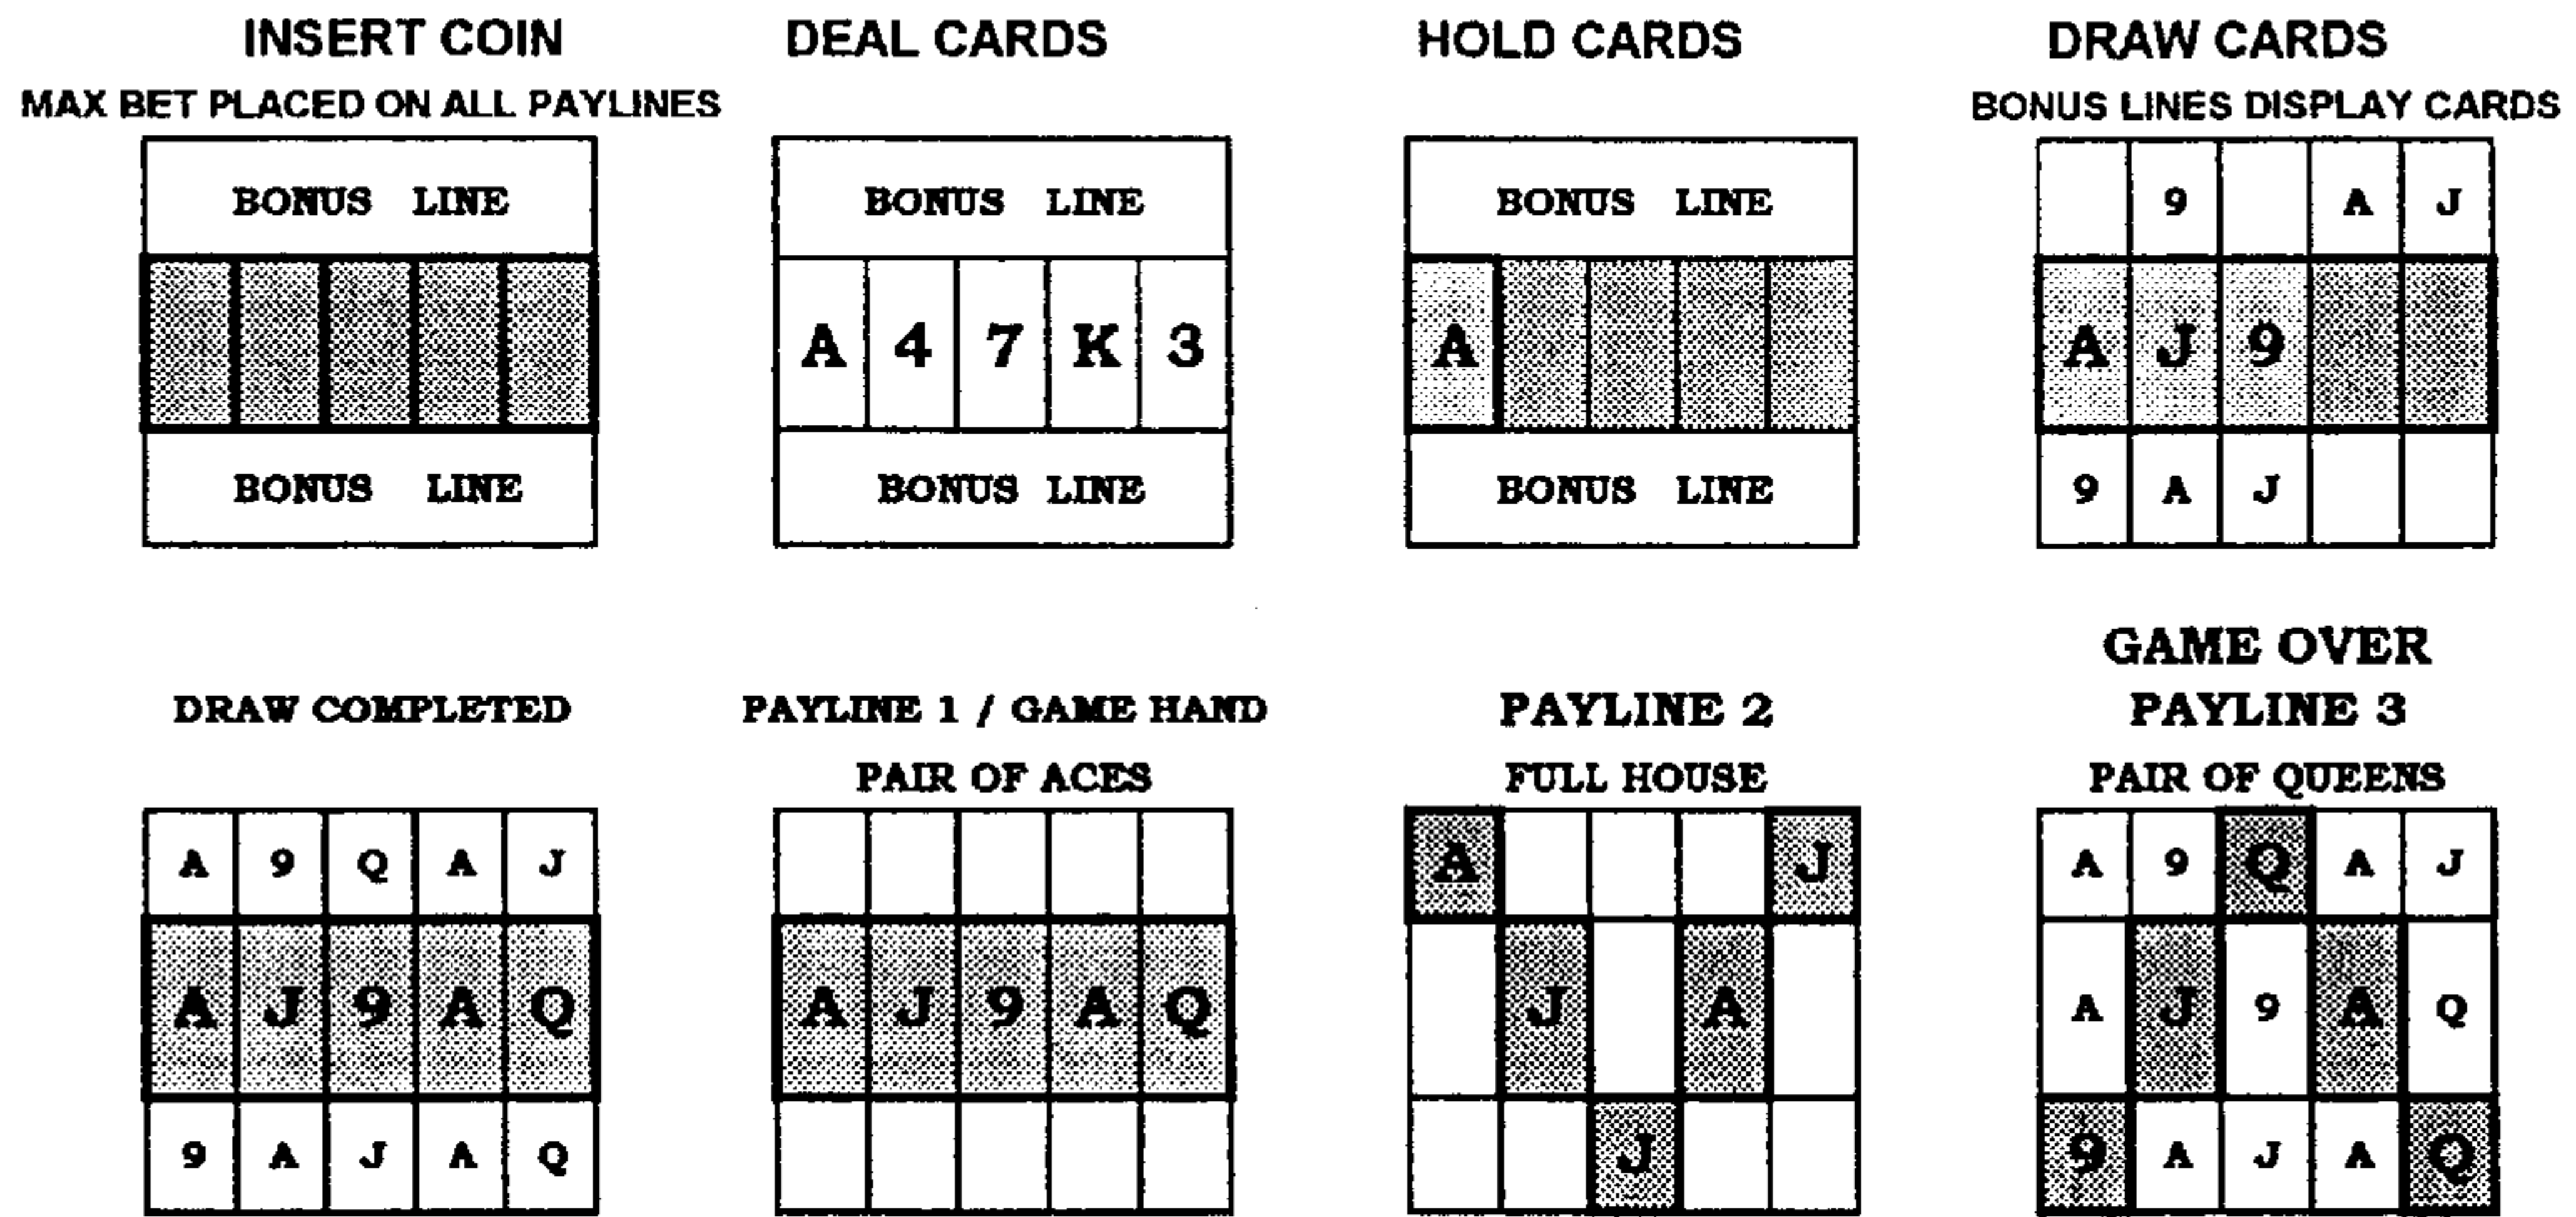 INSERT COIN
MAX BET PLACED ON ALL PAYLINES
BONUS LINE
BONUS LINE
DEAL CARDS
BONUS LINE
A 4 7 K 3
BONUS LINE
HOLD CARDS
BONUS LINE
A
BONUS LINE
DRAW CARDS
BONUS LINES DISPLAY CARDS
9 A J
A J 9
9 A J
DRAW COMPLETED
A 9 Q A J
A J 9 A Q
9 A J A Q
PAYLINE 1 / GAME HAND
PAIR OF ACES
A J 9 A Q
PAYLINE 2
FULL HOUSE
A J
J A
J
GAME OVER
PAYLINE 3
PAIR OF QUEENS
A 9 Q A J
A J 9 A Q
9 A J A Q